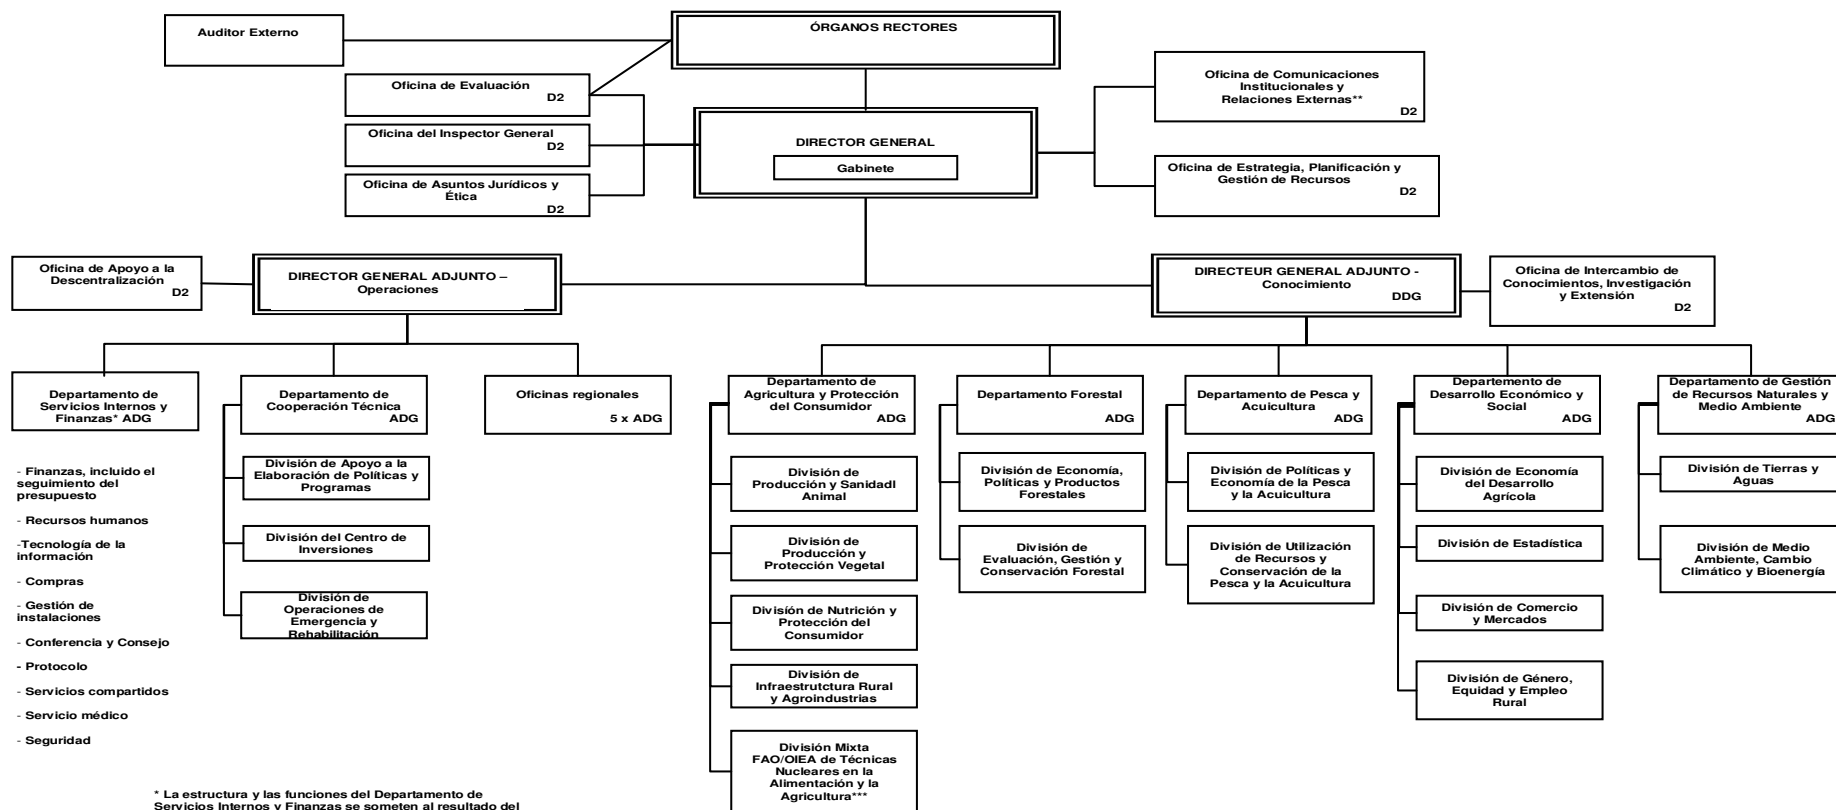 ÓRGANOS RECTORES
Auditor Externo
Oficina de Evaluación
D2
Oficina del Inspector General
D2
Oficina de Asuntos Jurídicos y
Ética
D2
DIRECTOR GENERAL
Gabinete
Oficina de Comunicaciones
Institucionales y
Relaciones Externas**
D2
Oficina de Estrategia, Planificación y
Gestión de Recursos
D2
Oficina de Apoyo a la
Descentralización
D2
DIRECTOR GENERAL ADJUNTO –
Operaciones
DIRECTEUR GENERAL ADJUNTO -
Conocimiento
DDG
Oficina de Intercambio de
Conocimientos, Investigación
y Extensión
D2
Departamento de
Servicios Internos y
Finanzas* ADG
- Finanzas, incluido el
seguimiento del
presupuesto
- Recursos humanos
-Tecnología de la
información
- Compras
- Gestión de
instalaciones
- Conferencia y Consejo
- Protocolo
- Servicios compartidos
- Servicio médico
- Seguridad
Departamento de
Cooperación Técnica
ADG
División de Apoyo a la
Elaboración de Políticas y
Programas
División del Centro de
Inversiones
División de
Operaciones de
Emergencia y
Rehabilitación
Oficinas regionales
5 x ADG
Departamento de
Agricultura y Protección
del Consumidor
ADG
División de
Producción y Sanidadl
Animal
División de
Producción y
Protección Vegetal
División de Nutrición y
Protección del
Consumidor
División de
Infraestrutctura Rural
y Agroindustrias
División Mixta
FAO/OIEA de Técnicas
Nucleares en la
Alimentación y la
Agricultura***
Departamento Forestal
ADG
División de Economía,
Políticas y Productos
Forestales
División de
Evaluación, Gestión y
Conservación Forestal
Departamento de Pesca y
Acuicultura
ADG
División de Políticas y
Economía de la Pesca
y la Acuicultura
División de Utilización
de Recursos y
Conservación de la
Pesca y la Acuicultura
Departemento de
Desarrollo Económico y
Social
ADG
División de Economía
del Desarrollo
Agrícola
División de Estadística
División de Comercio
y Mercados
División de Género,
Equidad y Empleo
Rural
Departamento de Gestión
de Recursos Naturales y
Medio Ambiente
ADG
División de Tierras y
Aguas
División de Medio
Ambiente, Cambio
Climático y Bioenergía
* La estructura y las funciones del Departamento de
Servicios Internos y Finanzas se someten al resultado del